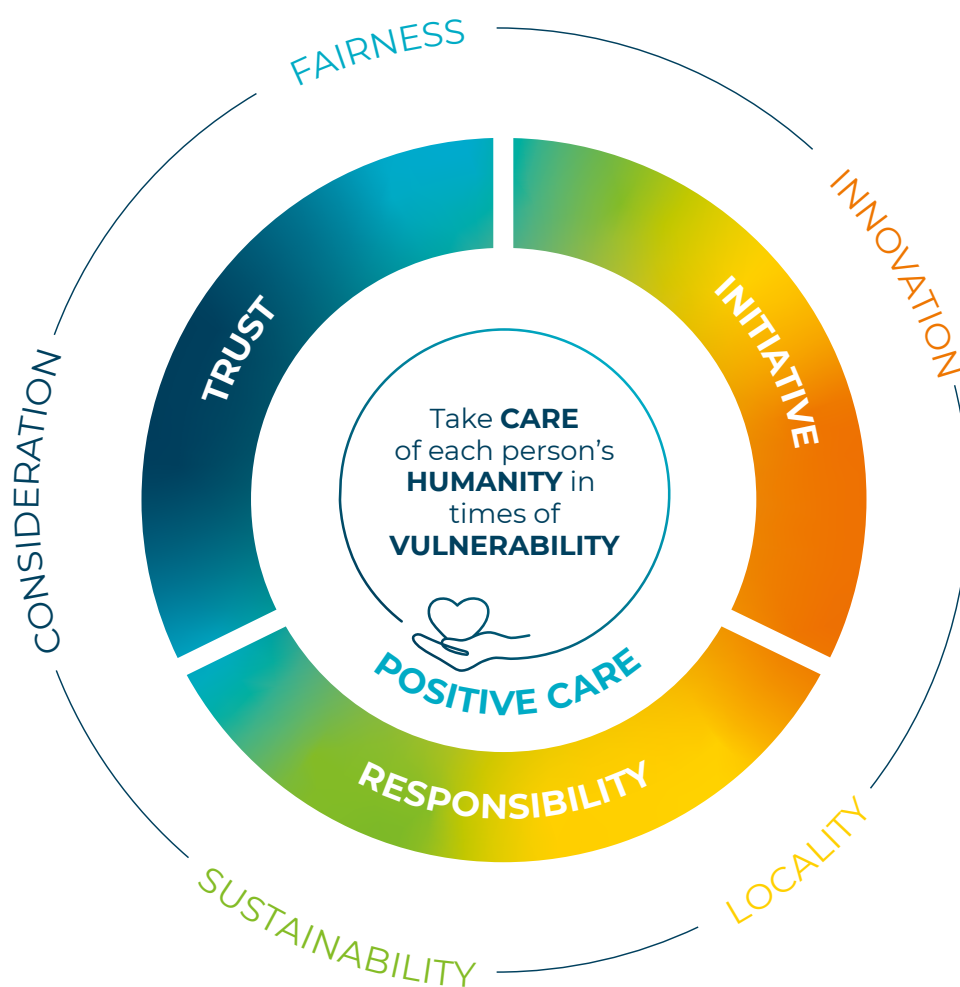 FAIRNESS
INNOVATION
TRUST
INITIATIVE
Take CARE
of each person’s
HUMANITY in
times of
VULNERABILITY
CONSIDERATION
POSITIVE CARE
RESPONSIBILITY
LOCALITY
SUSTAINABILITY